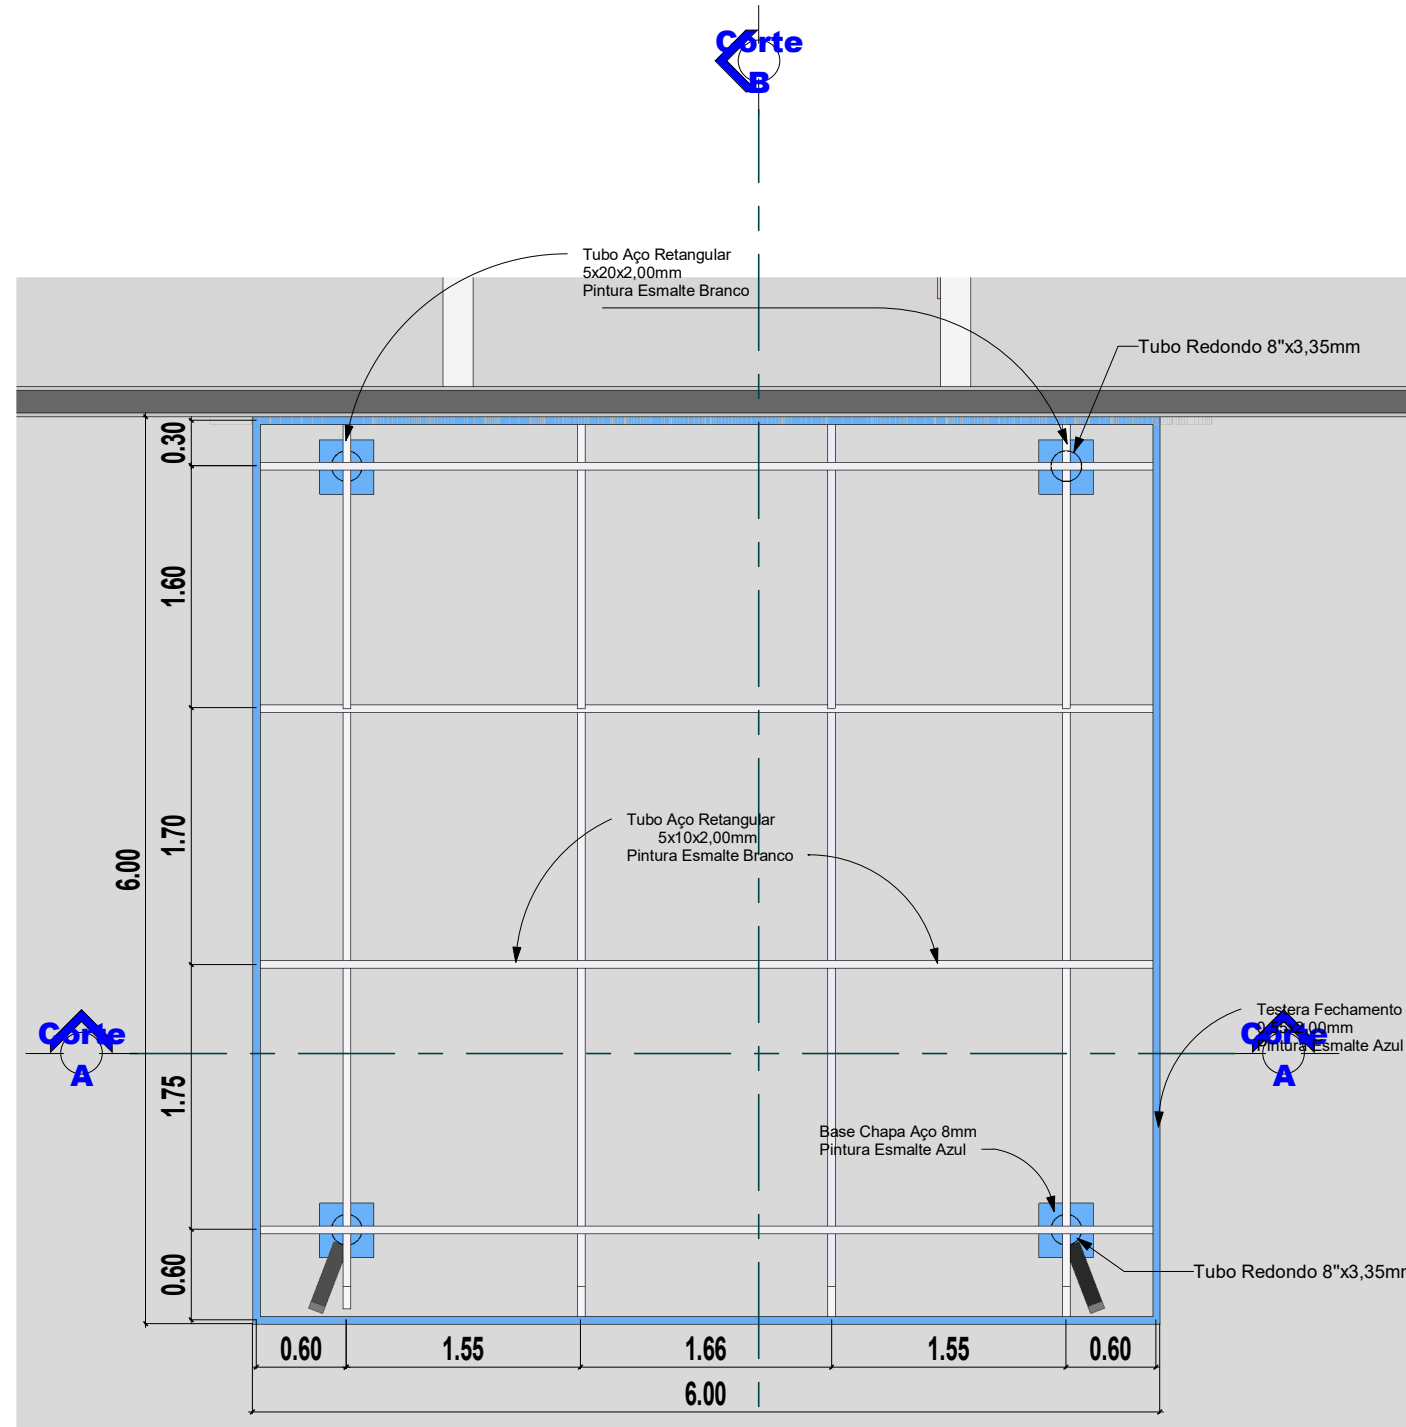 Corte
B
Tubo Aço Retangular
5x20x2,00mm
Pintura Esmalte Branco
Tubo Redondo 8"x3,35mm
0.30
1.60
1.70
6.00
Tubo Aço Retangular
5x10x2,00mm
Pintura Esmalte Branco
Corte
A
Testera Fechamento
Pintura Esmalte Azul
Corte
A
1.75
Base Chapa Aço 8mm
Pintura Esmalte Azul
0.60
Tubo Redondo 8"x3,35m
0.60
1.55
1.66
1.55
0.60
6.00